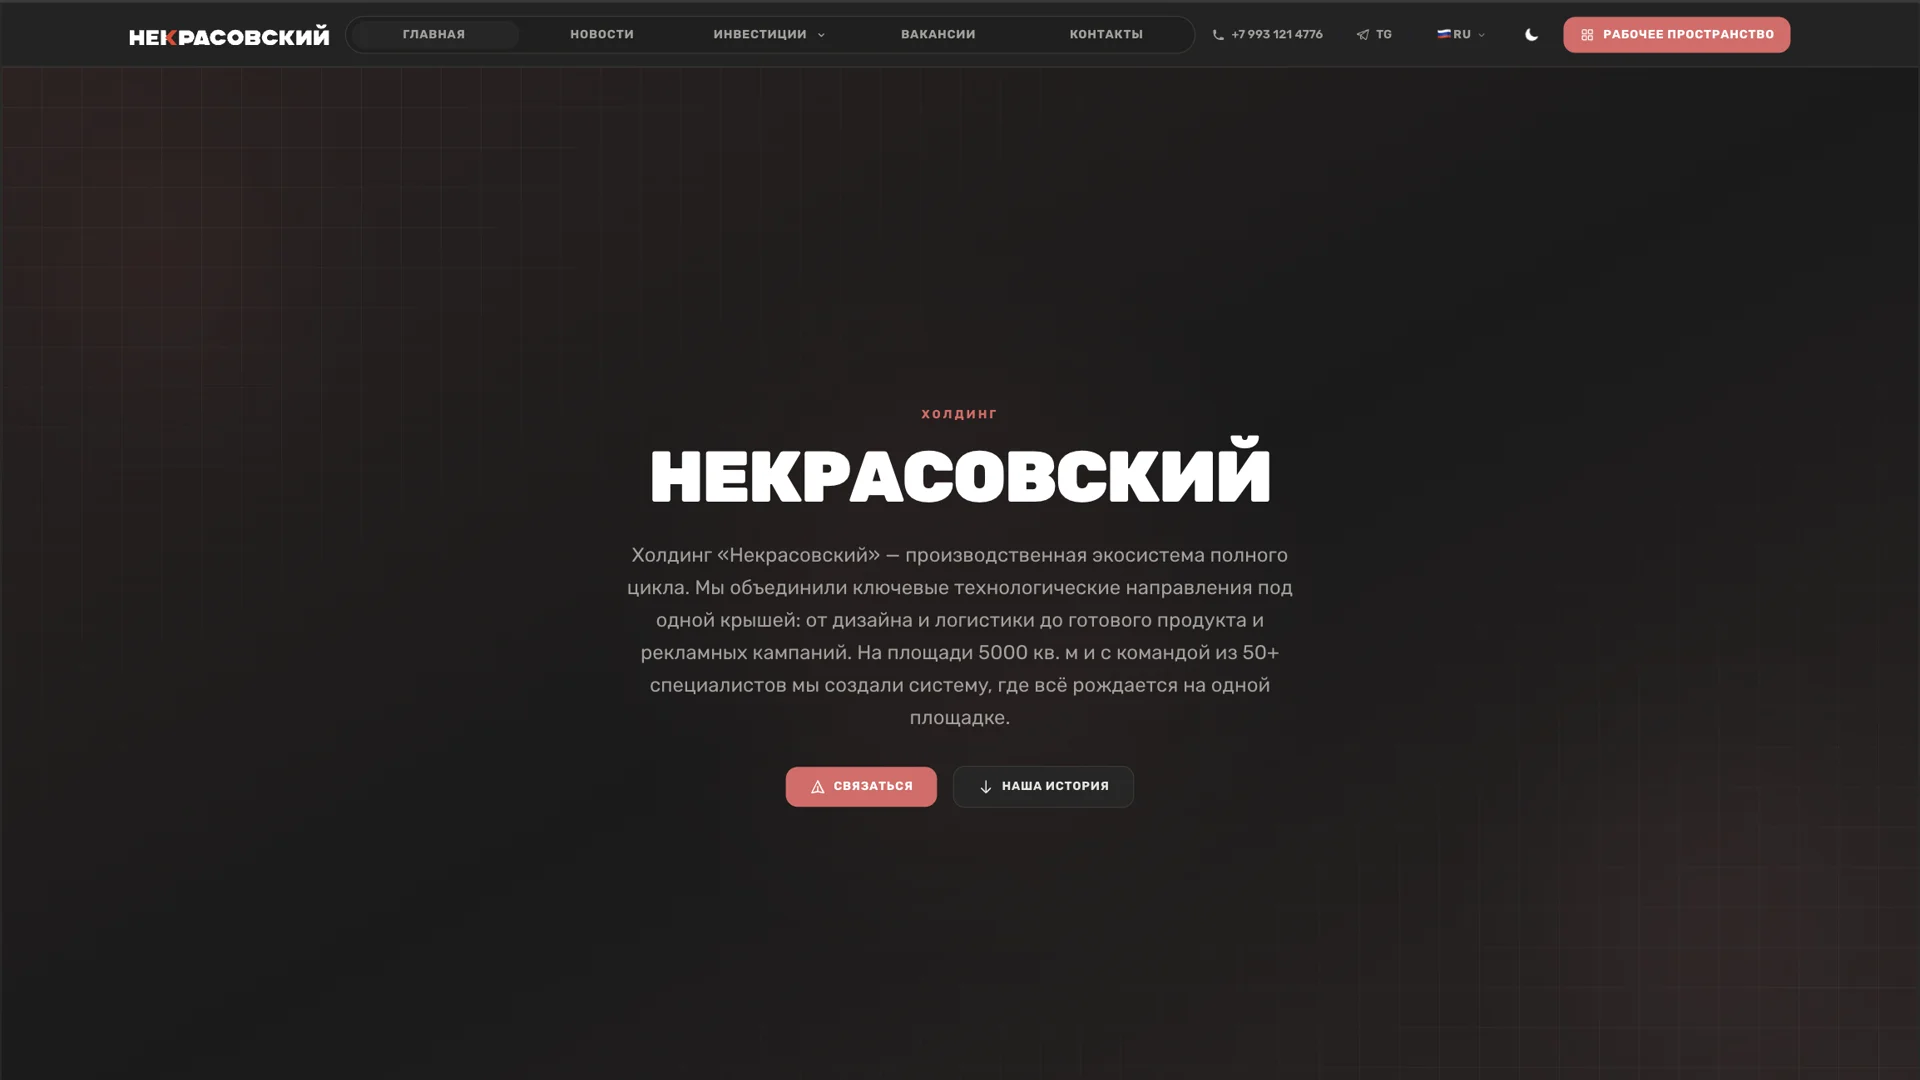 НЕКРАСОВСКИЙ
ГЛАВНАЯ
НОВОСТИ
ИНВЕСТИЦИИ
ВАКАНСИИ
КОНТАКТЫ
+7 993 121 4776
TG
RU
РАБОЧЕЕ ПРОСТРАНСТВО
ХОЛДИНГ
НЕКРАСОВСКИЙ
Холдинг «Некрасовский» — производственная экосистема полного
цикла. Мы объединили ключевые технологические направления под
одной крышей: от дизайна и логистики до готового продукта и
рекламных кампаний. На площади 5000 кв. м и с командой из 50+
специалистов мы создали систему, где всё рождается на одной
площадке.
СВЯЗАТЬСЯ
НАША ИСТОРИЯ